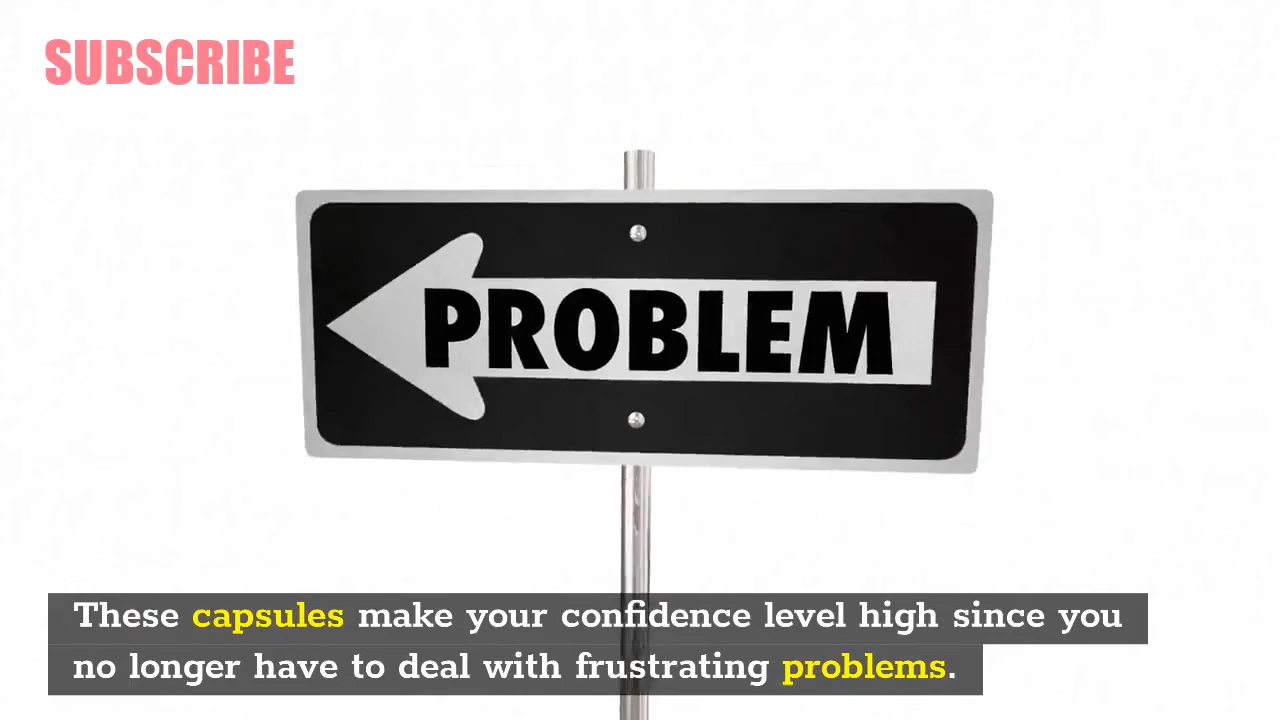 SUBSCRIBE
PROBLEM
These capsules make your confidence level high since you
no longer have to deal with frustrating problems.